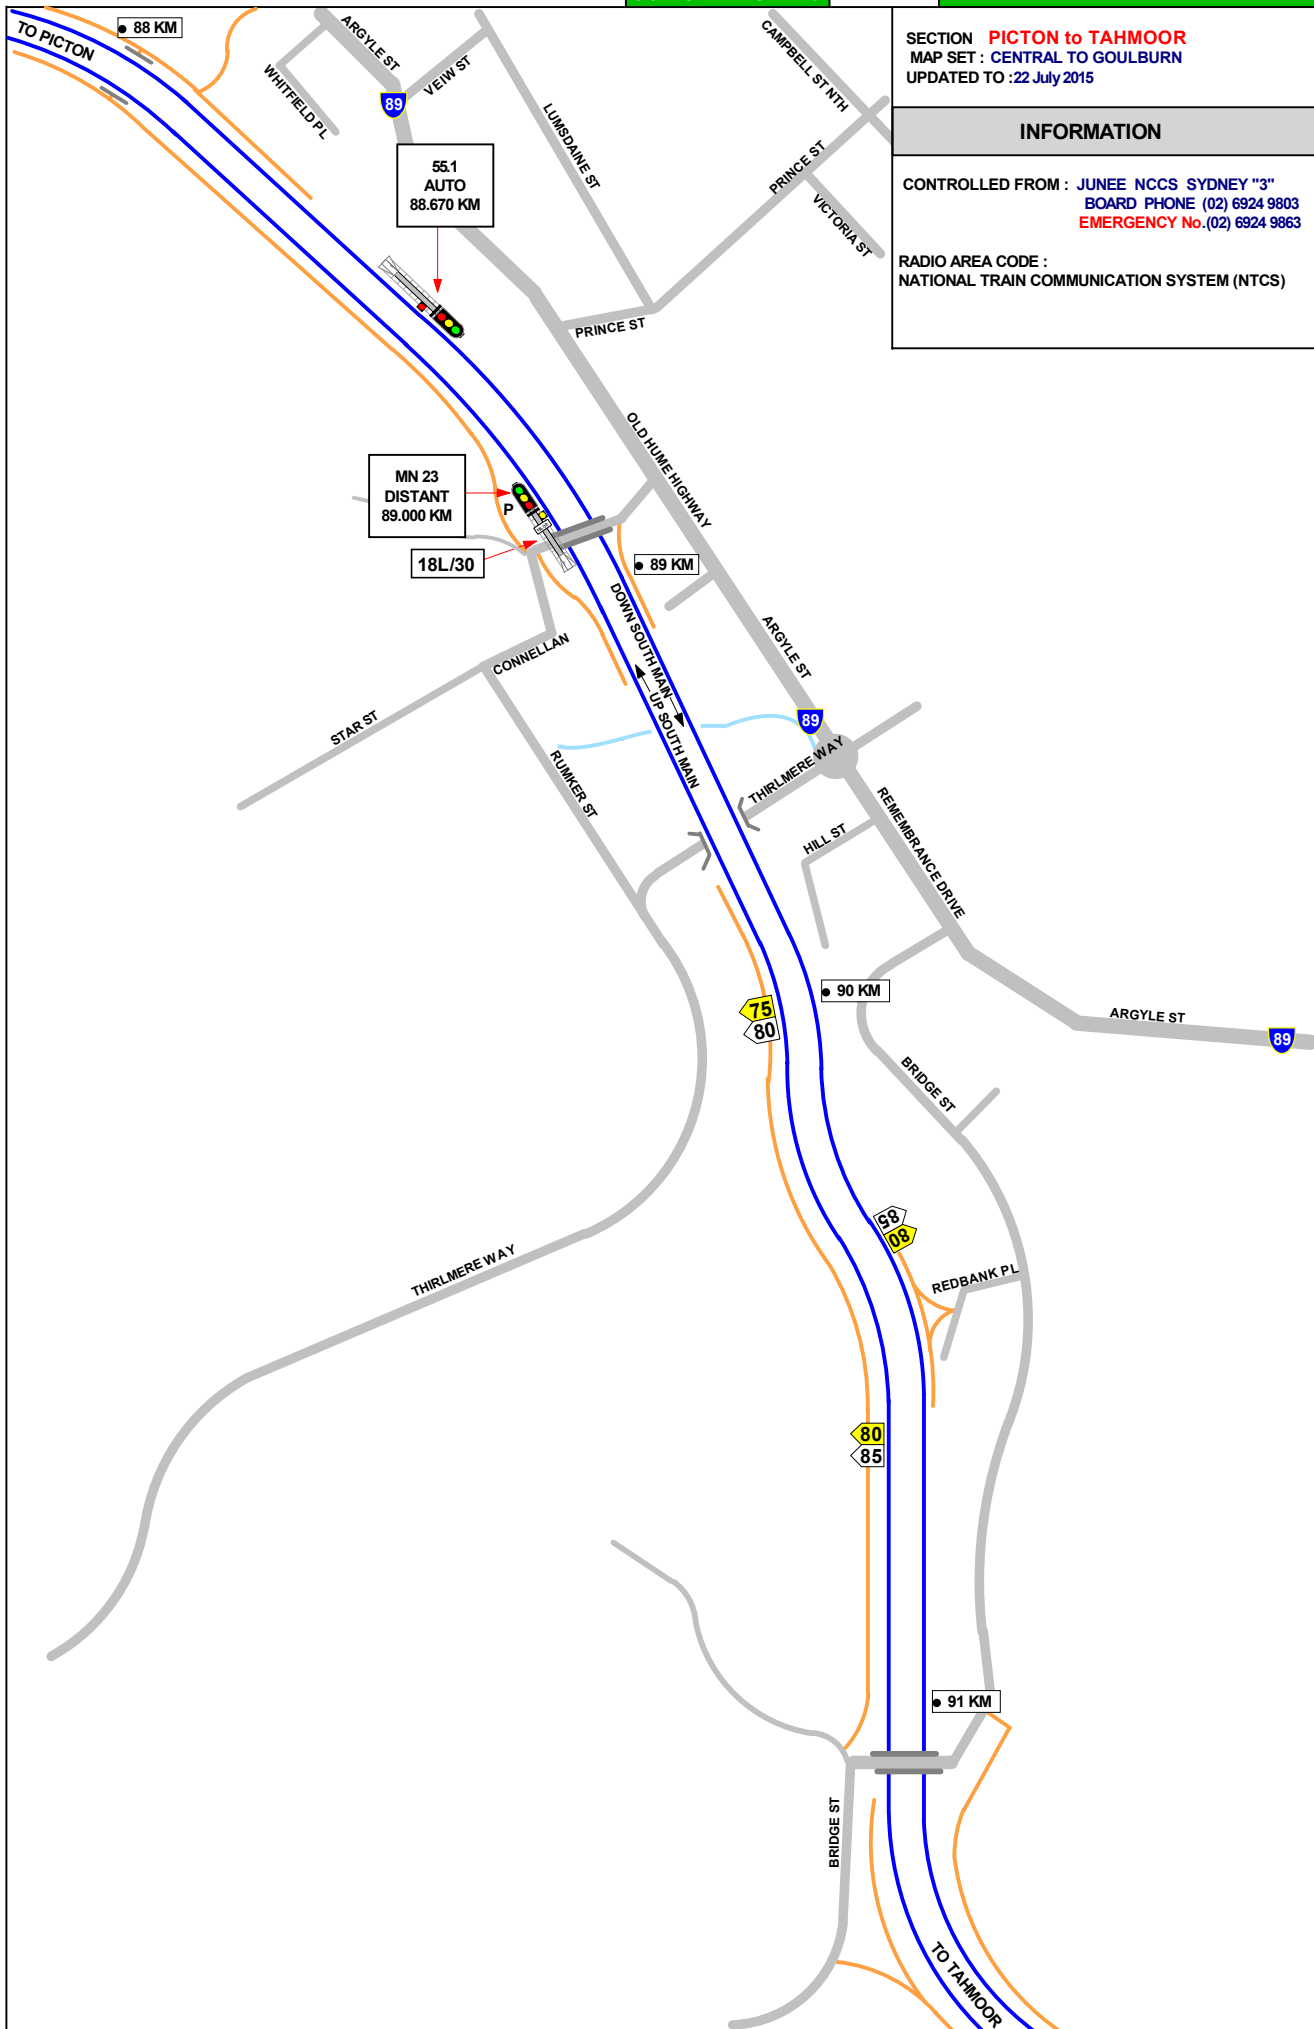 SECTION PICTON to TAHMOOR
MAP SET : CENTRAL TO GOULBURN
UPDATED TO :22 July 2015
INFORMATION
CONTROLLED FROM : JUNEE NCCS SYDNEY "3"
BOARD PHONE (02) 6924 9803
EMERGENCY No.(02) 6924 9863
RADIO AREA CODE :
NATIONAL TRAIN COMMUNICATION SYSTEM (NTCS)
TO PICTON
88 KM
ARGYLE ST
VEIW ST
WHITFIELD PL
89
LUMSDAINE ST
CAMPBELL ST NTH
PRINCE ST
VICTORIA ST
55.1
AUTO
88.670 KM
PRINCE ST
OLD HUME HIGHWAY
MN 23
DISTANT
89.000 KM
P
18L/30
89 KM
DOWN SOUTH MAIN
UP SOUTH MAIN
ARGYLE ST
CONNELLAN
STAR ST
RUMKER ST
89
THIRLMERE WAY
HILL ST
REMEMBRANCE DRIVE
90 KM
75
80
ARGYLE ST
89
BRIDGE ST
85
80
REDBANK PL
THIRLMERE WAY
80
85
91 KM
BRIDGE ST
TO TAHMOOR